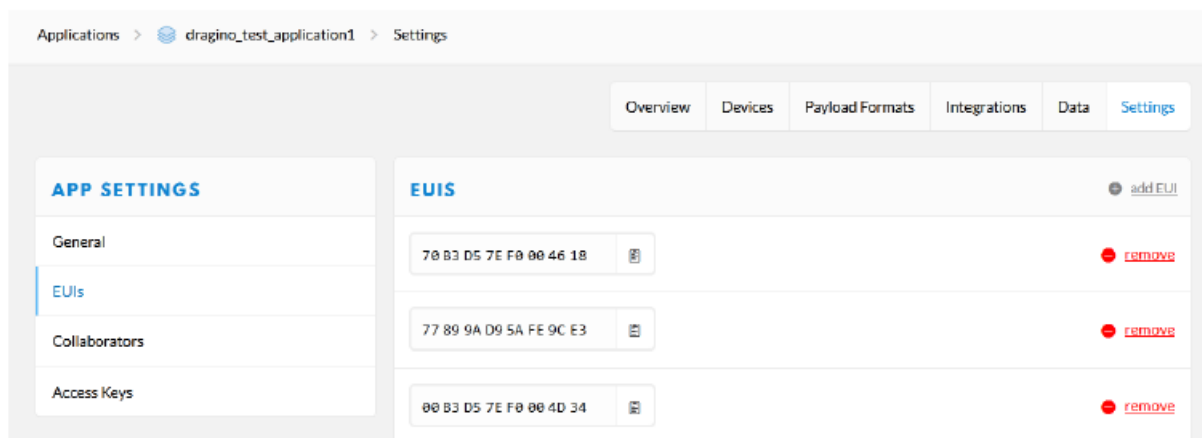 Applications > dragino_test_application1 > Settings
Overview Devices Payload Formats Integrations Data Settings
APP SETTINGS
General
EUIs
Collaborators
Access Keys
EUIS
add EUI
70 B3 D5 7E F0 00 46 18
remove
77 89 9A D9 5A FE 9C E3
remove
00 B3 D5 7E F0 00 4D 34
remove